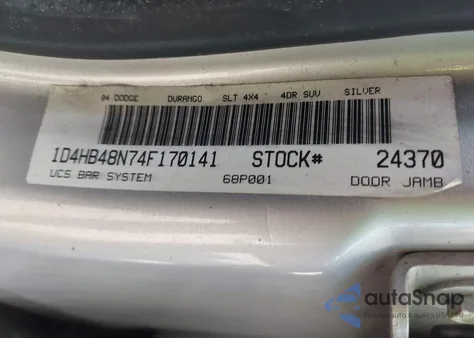 04 DODGE DURANGO SLT 4X4 4DR SUV SILVER
1D4HB48N74F170141 STOCK# 24370
UCS BAR SYSTEM 68P001 DOOR JAMB
autoSnap